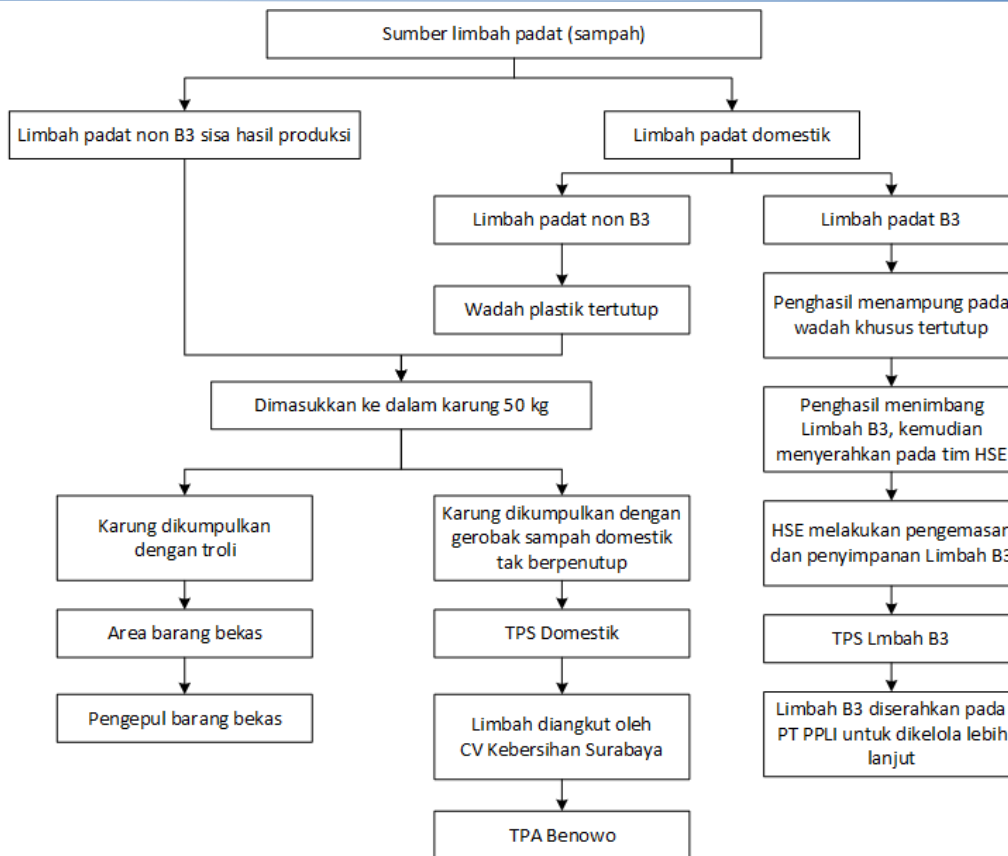 Sumber limbah padat (sampah)
Limbah padat non B3 sisa hasil produksi
Limbah padat domestik
Limbah padat non B3
Limbah padat B3
Wadah plastik tertutup
Penghasil menampung pada
wadah khusus tertutup
Dimasukkan ke dalam karung 50 kg
Penghasil menimbang
Limbah B3, kemudian
menyerahkan pada tim HSE
Karung dikumpulkan
dengan troli
Karung dikumpulkan dengan
gerobak sampah domestik
tak berpenutup
HSE melakukan pengemasan
dan penyimpanan Limbah B3
Area barang bekas
TPS Domestik
TPS Lmbah B3
Pengepul barang bekas
Limbah diangkut oleh
CV Kebersihan Surabaya
Limbah B3 diserahkan pada
PT PPLI untuk dikelola lebih
lanjut
TPA Benowo